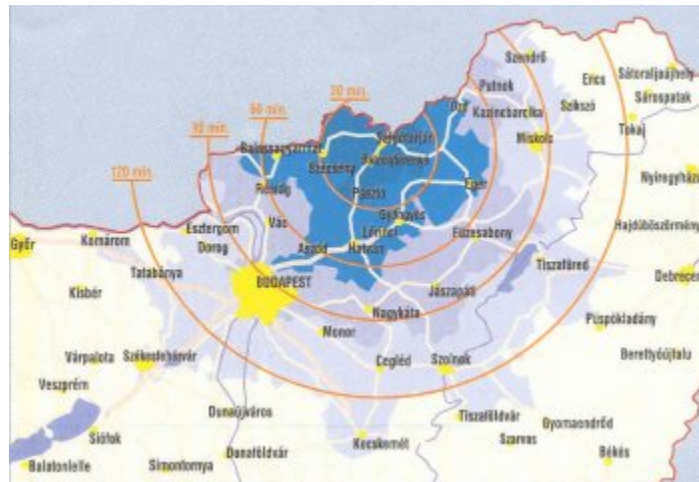 Szendrő
Encs
Sátoraljaújhely
Putnok
30 min.
Ózd
Kazincbarcika
Szikszó
Sárospatak
60 min.
Tokaj
90 min.
Balassagyarmat
Salgótarján
Miskolc
Szécsény
Bátonyterenye
120 min.
Rétság
Pásztó
Eger
Nyíregyháza
Vác
Gyöngyös
Esztergom
Lőrinci
Füzesabony
Hajdúböszörmény
Győr
Komárom
Dorog
Aszód
Hatvan
Tiszafüred
Tatabánya
BUDAPEST
Debrecen
Kisbér
Jászapáti
Nagykáta
Püspökladány
Monor
Várpalota
Székesfehérvár
Cegléd
Szolnok
Berettyóújfalu
Veszprém
Dunaújváros
Tiszaföldvár
Gyomaendrőd
Siófok
Kecskemét
Szarvas
Dunaföldvár
Békés
Balatonlelle
Simontornya